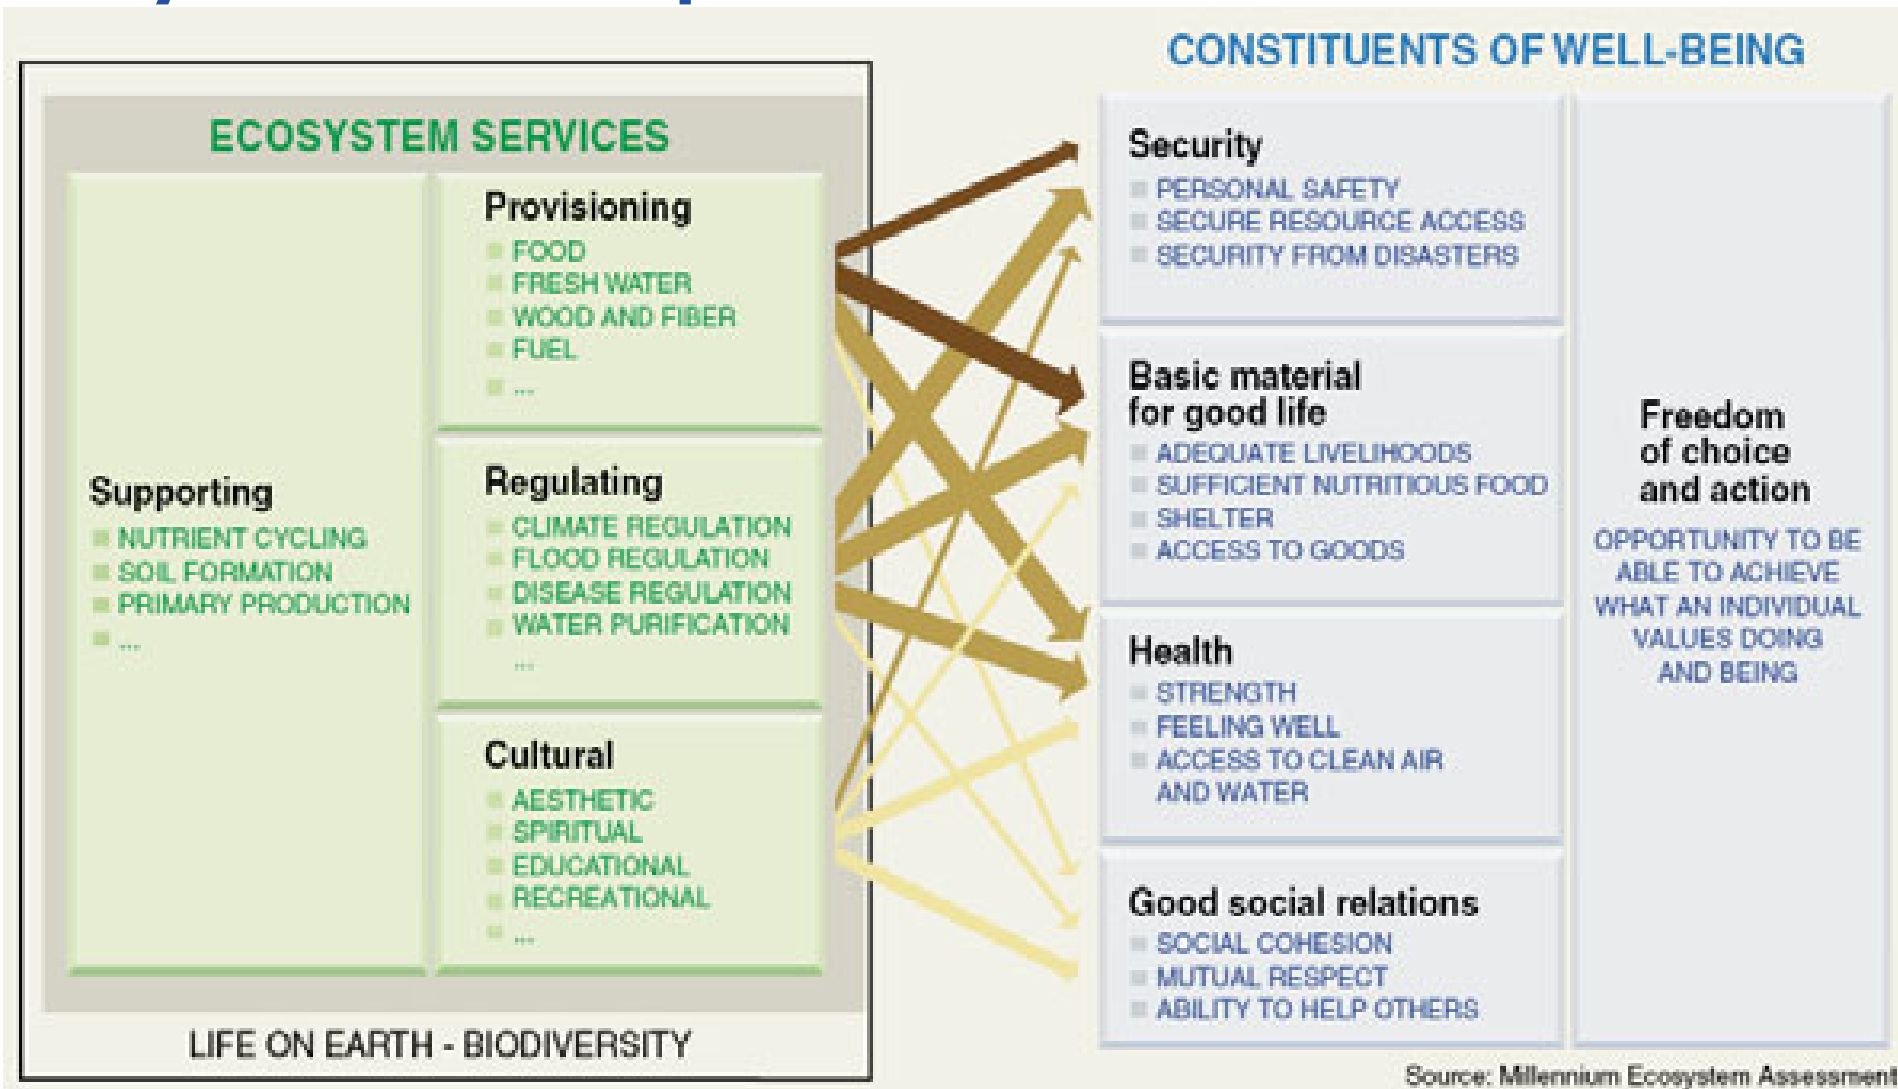 CONSTITUENTS OF WELL-BEING
ECOSYSTEM SERVICES
Supporting
NUTRIENT CYCLING
SOIL FORMATION
PRIMARY PRODUCTION
...
Provisioning
FOOD
FRESH WATER
WOOD AND FIBER
FUEL
...
Regulating
CLIMATE REGULATION
FLOOD REGULATION
DISEASE REGULATION
WATER PURIFICATION
...
Cultural
AESTHETIC
SPIRITUAL
EDUCATIONAL
RECREATIONAL
...
LIFE ON EARTH - BIODIVERSITY
Security
PERSONAL SAFETY
SECURE RESOURCE ACCESS
SECURITY FROM DISASTERS
Basic material
for good life
ADEQUATE LIVELIHOODS
SUFFICIENT NUTRITIOUS FOOD
SHELTER
ACCESS TO GOODS
Health
STRENGTH
FEELING WELL
ACCESS TO CLEAN AIR
AND WATER
Good social relations
SOCIAL COHESION
MUTUAL RESPECT
ABILITY TO HELP OTHERS
Freedom
of choice
and action
OPPORTUNITY TO BE
ABLE TO ACHIEVE
WHAT AN INDIVIDUAL
VALUES DOING
AND BEING
Source: Millennium Ecosystem Assessment